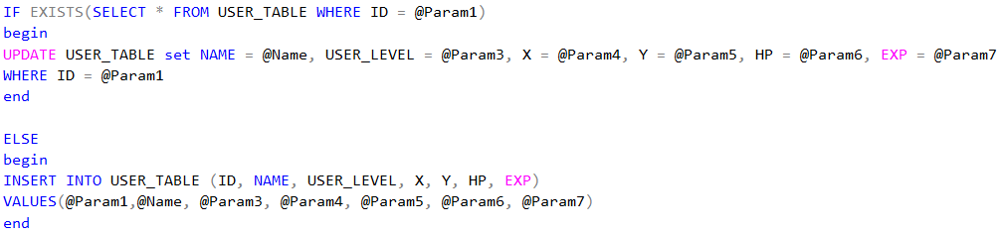 IF EXISTS(SELECT * FROM USER_TABLE WHERE ID = @Param1)
begin
UPDATE USER_TABLE set NAME = @Name, USER_LEVEL = @Param3, X = @Param4, Y = @Param5, HP = @Param6, EXP = @Param7
WHERE ID = @Param1
end
ELSE
begin
INSERT INTO USER_TABLE (ID, NAME, USER_LEVEL, X, Y, HP, EXP)
VALUES(@Param1,@Name, @Param3, @Param4, @Param5, @Param6, @Param7)
end